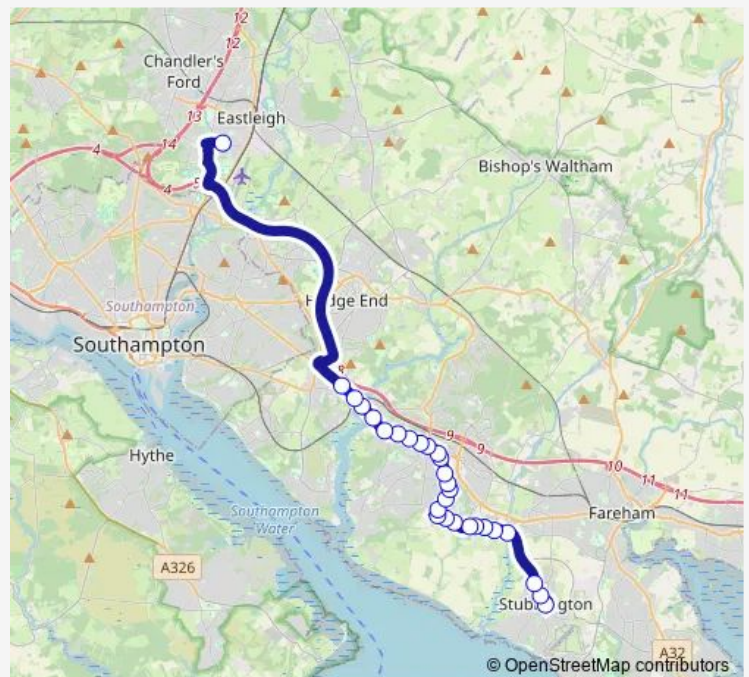 12
12
Chandler's
Ford
13
Eastleigh
4
14
4
5
Bishop's Waltham
Southampton
Hedge End
Southampton
8
Hythe
9
9
10
11
11
Southampton
Water
Fareham
A326
Stubbington
A32
© OpenStreetMap contributors